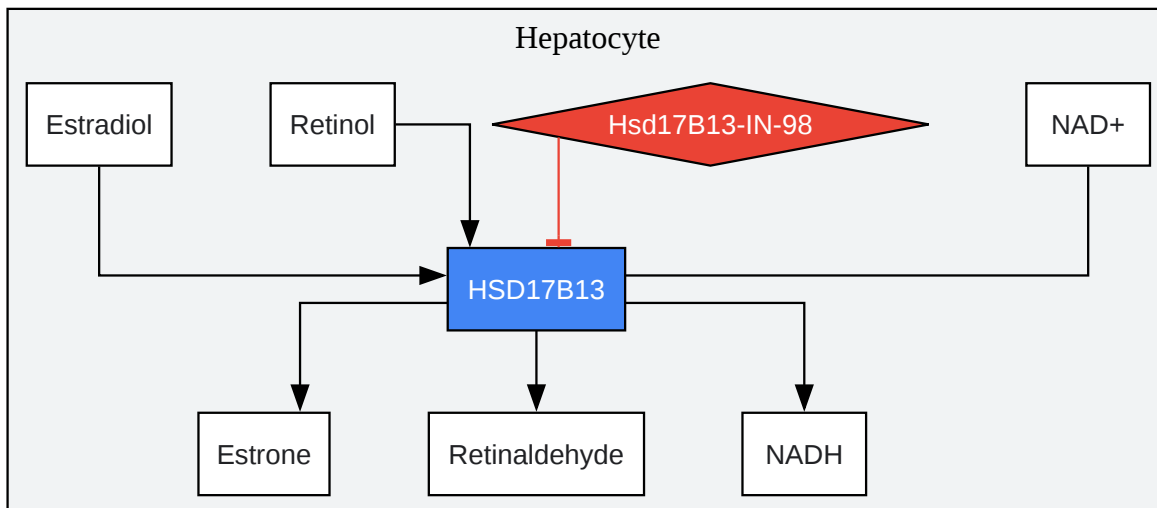 Hepatocyte
Estradiol
Retinol
Hsd17B13-IN-98
NAD+
HSD17B13
Estrone
Retinaldehyde
NADH